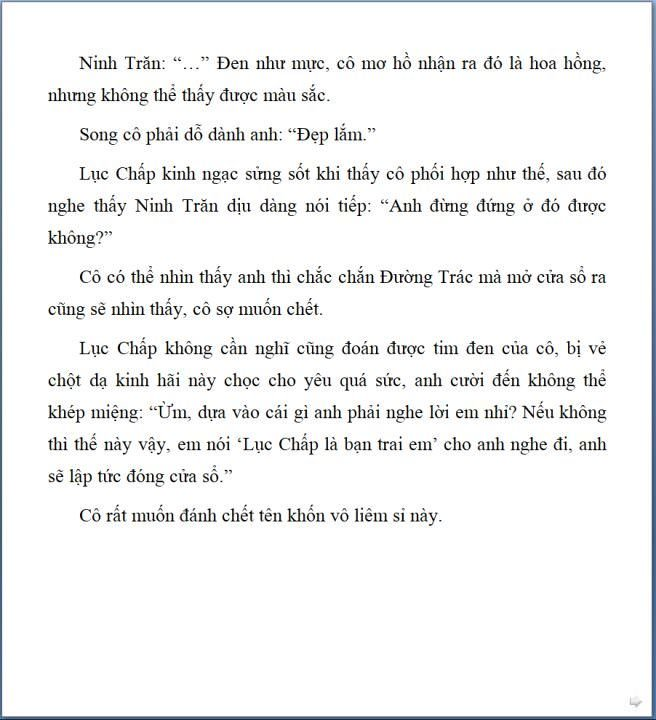 Ninh Trăn: “…” Đen như mực, cô mơ hồ nhận ra đó là hoa hồng,
nhưng không thể thấy được màu sắc.
Song cô phải dỗ dành anh: “Đẹp lắm.”
Lục Chấp kinh ngạc sửng sốt khi thấy cô phối hợp như thế, sau đó
nghe thấy Ninh Trăn dịu dàng nói tiếp: “Anh đừng đứng ở đó được
không?”
Cô có thể nhìn thấy anh thì chắc chắn Đường Trác mà mở cửa sổ ra
cũng sẽ nhìn thấy, cô sợ muốn chết.
Lục Chấp không cần nghĩ cũng đoán được tim đen của cô, bị vẻ
chột dạ kinh hãi này chọc cho yêu quá sức, anh cười đến không thể
khép miệng: “Ừm, dựa vào cái gì anh phải nghe lời em nhỉ? Nếu không
thì thế này vậy, em nói ‘Lục Chấp là bạn trai em’ cho anh nghe đi, anh
sẽ lập tức đóng cửa sổ.”
Cô rất muốn đánh chết tên khốn vô liêm sỉ này.